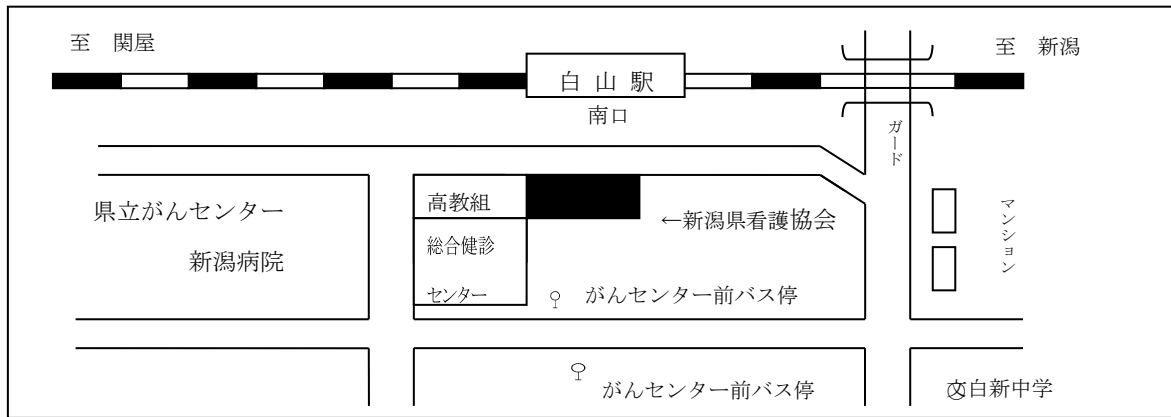 至 関屋
至 新潟
白 山 駅
南口
ガード
高教組
←新潟県看護協会
県立がんセンター
新潟病院
総合健診
センター
マンション
がんセンター前バス停
がんセンター前バス停
文白新中学